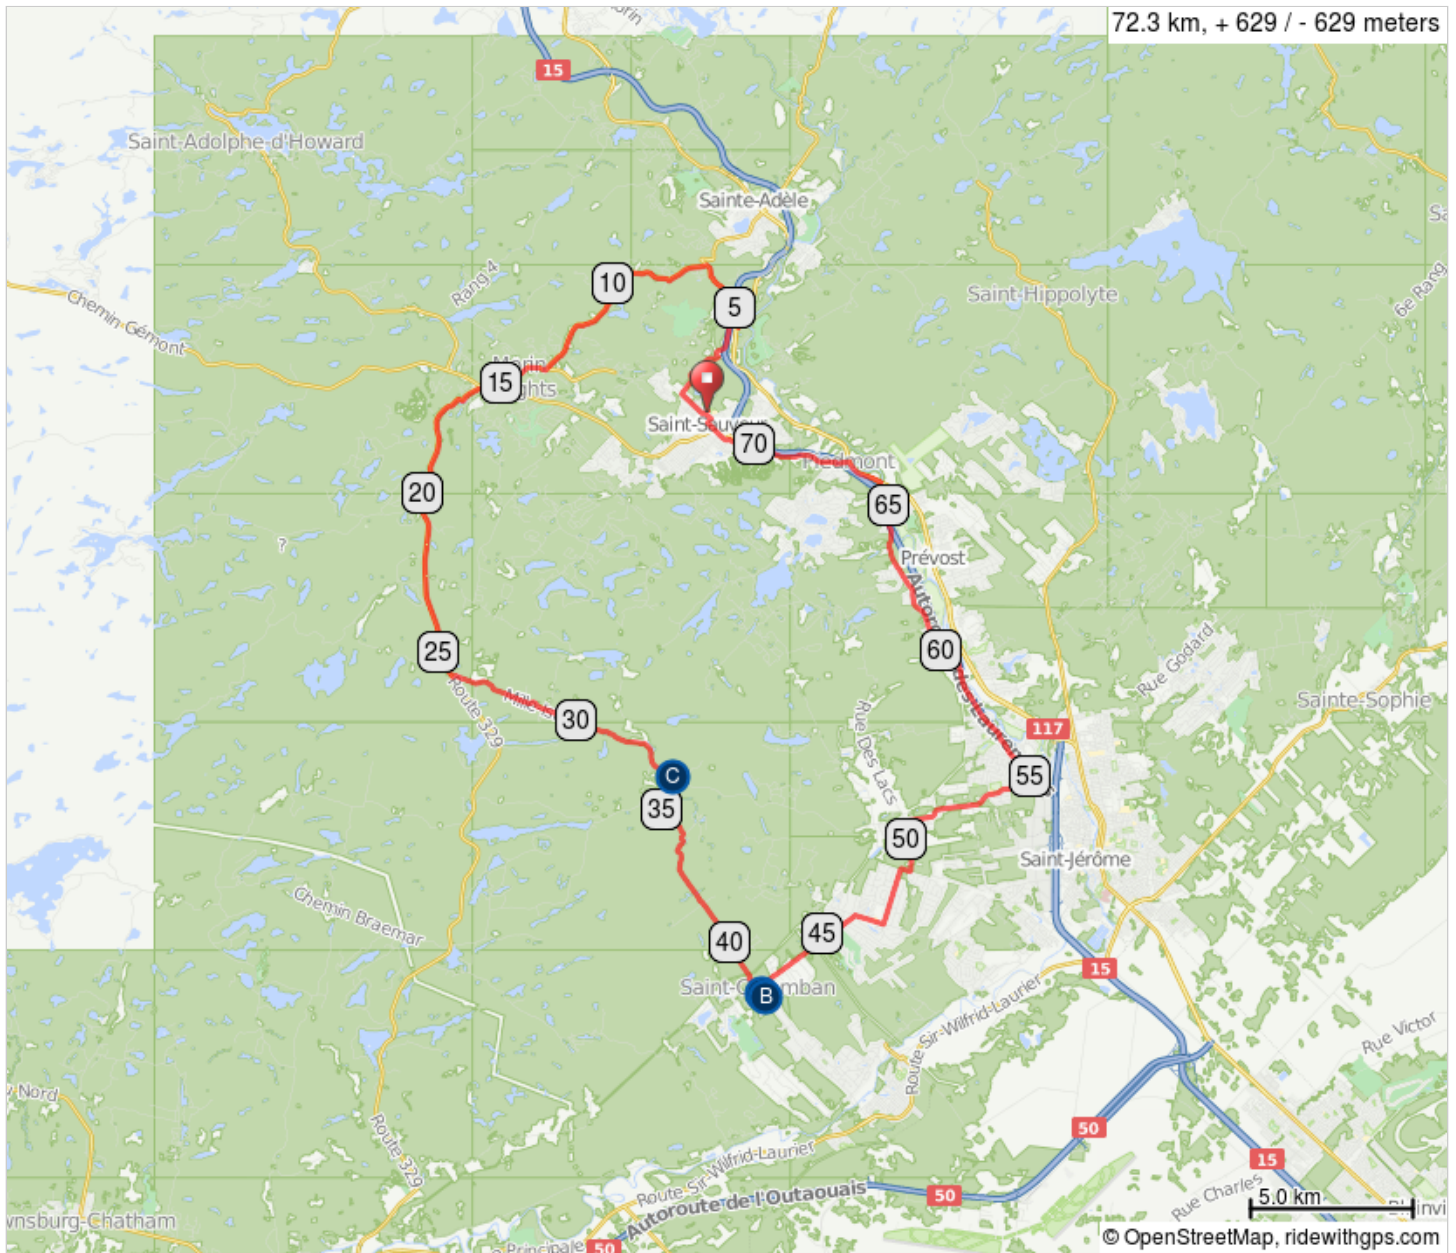 72.3 km, + 629 / - 629 meters
15
Saint-Adolphe d'Howard
Sainte-Adèle
Rang 4
10
5
Saint-Hippolyte
6e Rang
Chemin Gémont
15
70
20
65
Prévost
?
25
60
Rue Godard
Route 329
30
Sainte-Sophie
117
Rue Des Lacs
C
55
35
50
Saint-Jérôme
Chemin Braemar
45
40
B
15
Route Sir-Wilfrid-Laurier
Rue Victor
Nord
50
Route 329
15
Route Sir-Wilfrid-Laurier
Autoroute de l'Outaouais
50
Rue Charles
5.0 km
wnsburg-Chatham
Principale
50
© OpenStreetMap, ridewithgps.com